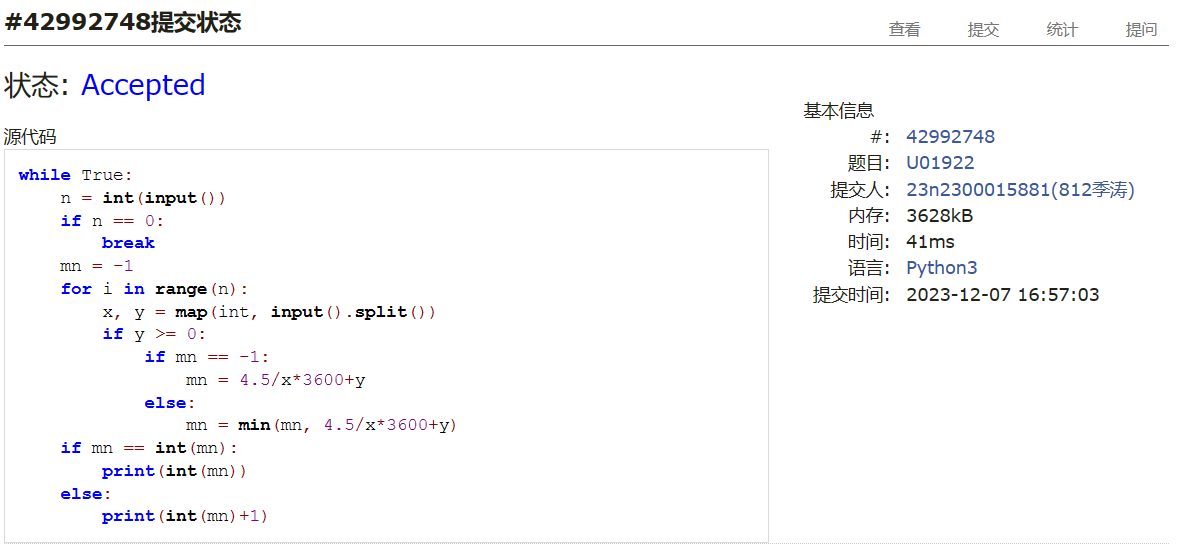 #42992748提交状态
查看 提交 统计 提问
状态: Accepted
源代码
while True:
    n = int(input())
    if n == 0:
        break
    mn = -1
    for i in range(n):
        x, y = map(int, input().split())
        if y >= 0:
            if mn == -1:
                mn = 4.5/x*3600+y
            else:
                mn = min(mn, 4.5/x*3600+y)
    if mn == int(mn):
        print(int(mn))
    else:
        print(int(mn)+1)
基本信息
#: 42992748
题目: U01922
提交人: 23n2300015881(812季涛)
内存: 3628kB
时间: 41ms
语言: Python3
提交时间: 2023-12-07 16:57:03